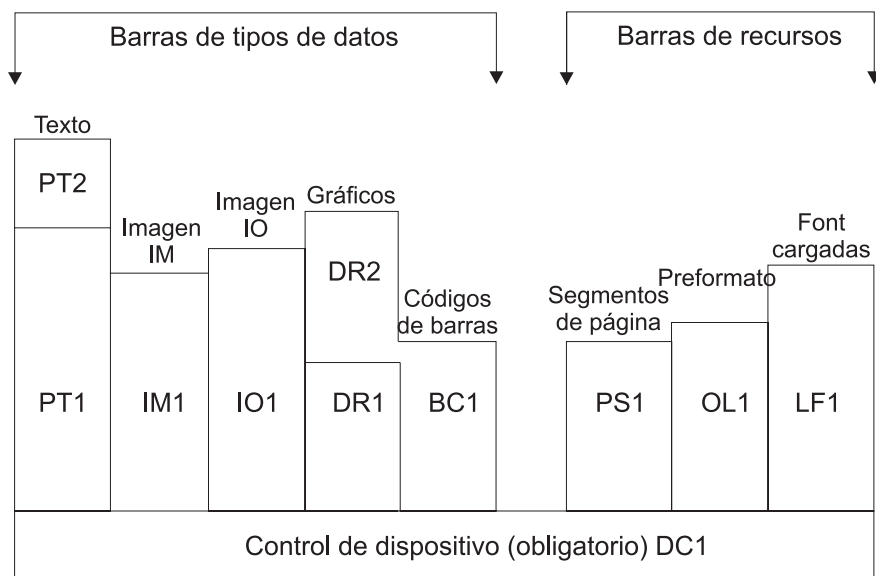 Barras de tipos de datos
Barras de recursos
Texto
PT2
PT1
Imagen
IM
IM1
Imagen
IO
IO1
Gráficos
DR2
DR1
Códigos
de barras
BC1
Segmentos
de página
PS1
Preformato
OL1
Font
cargadas
LF1
Control de dispositivo (obligatorio) DC1